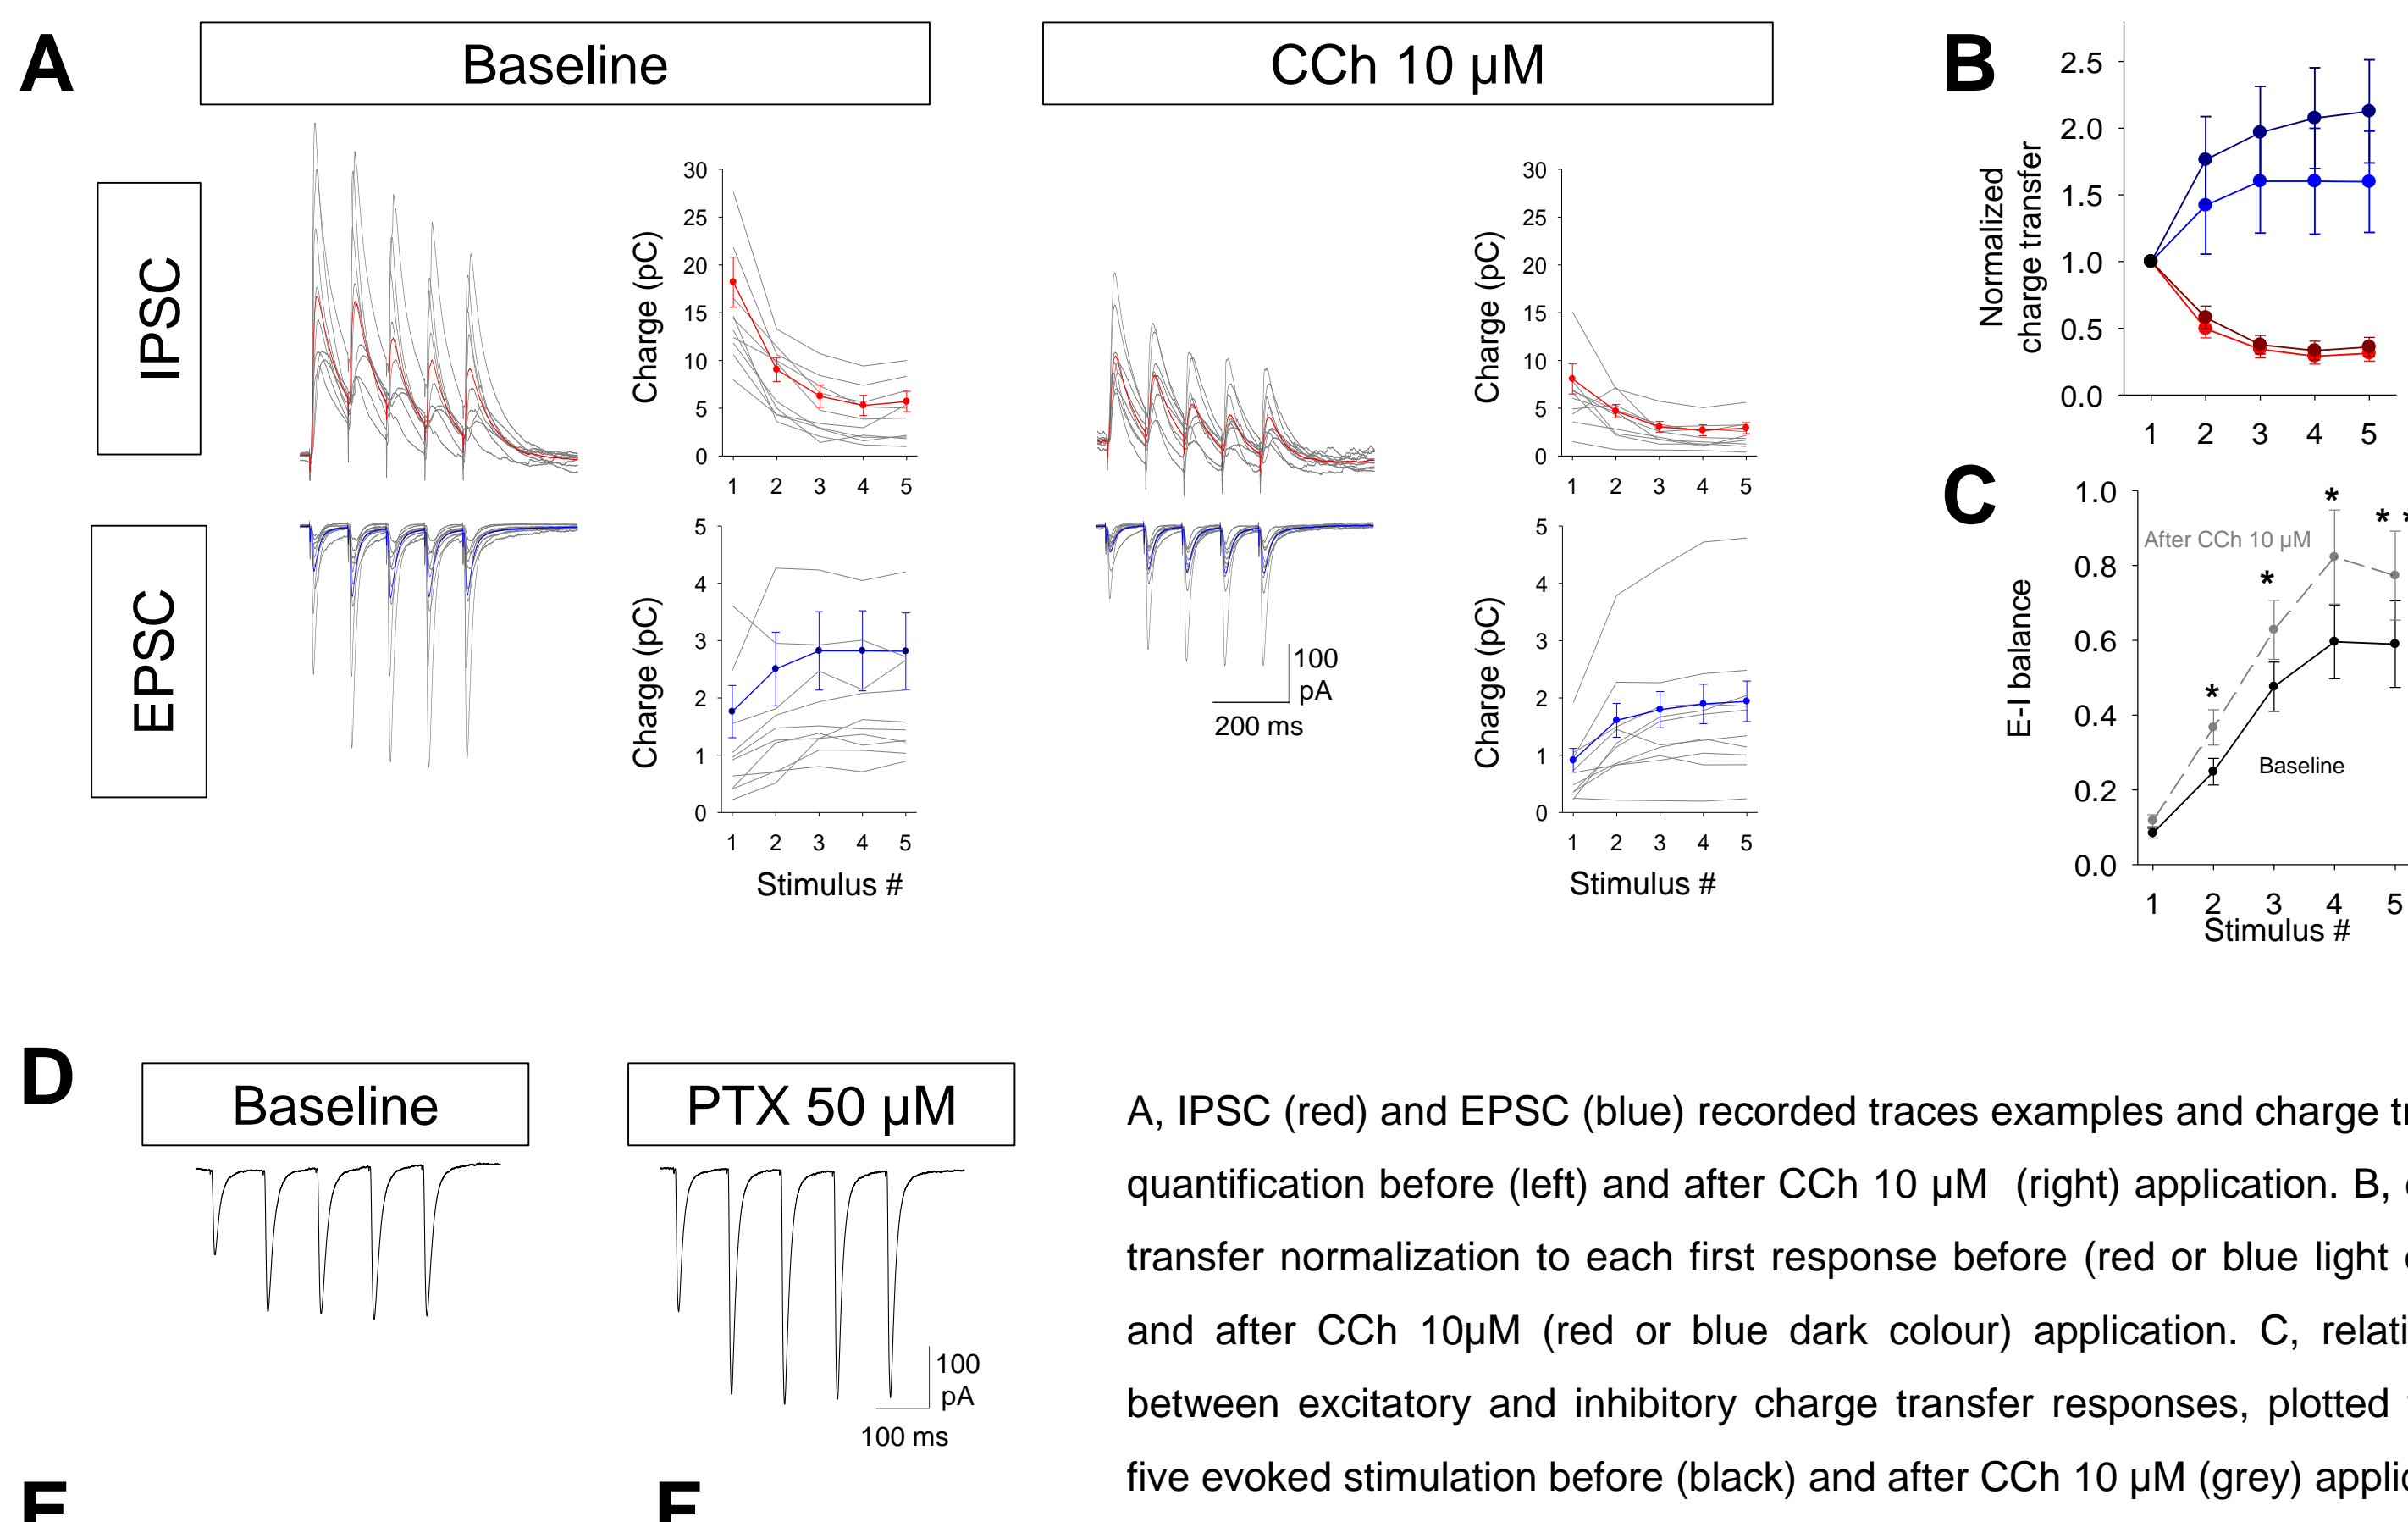 A
Baseline
CCh 10 µM
IPSC
EPSC
Charge (pC)
30
25
20
15
10
5
0
1 2 3 4 5
Charge (pC)
30
25
20
15
10
5
0
1 2 3 4 5
Charge (pC)
5
4
3
2
1
0
1 2 3 4 5
Stimulus #
100
pA
200 ms
Charge (pC)
5
4
3
2
1
0
1 2 3 4 5
Stimulus #
B
Normalized
charge transfer
2.5
2.0
1.5
1.0
0.5
0.0
1 2 3 4 5
C
E-I balance
1.0
0.8
0.6
0.4
0.2
0.0
After CCh 10 µM
Baseline
* * * * *
1 2 3 4 5
Stimulus #
D
Baseline
PTX 50 µM
100
pA
100 ms
A, IPSC (red) and EPSC (blue) recorded traces examples and charge
quantification before (left) and after CCh 10 µM (right) application. B,
transfer normalization to each first response before (red or blue light
and after CCh 10µM (red or blue dark colour) application. C,
between excitatory and inhibitory charge transfer responses, plotted
five evoked stimulation before (black) and after CCh 10 µM (grey)